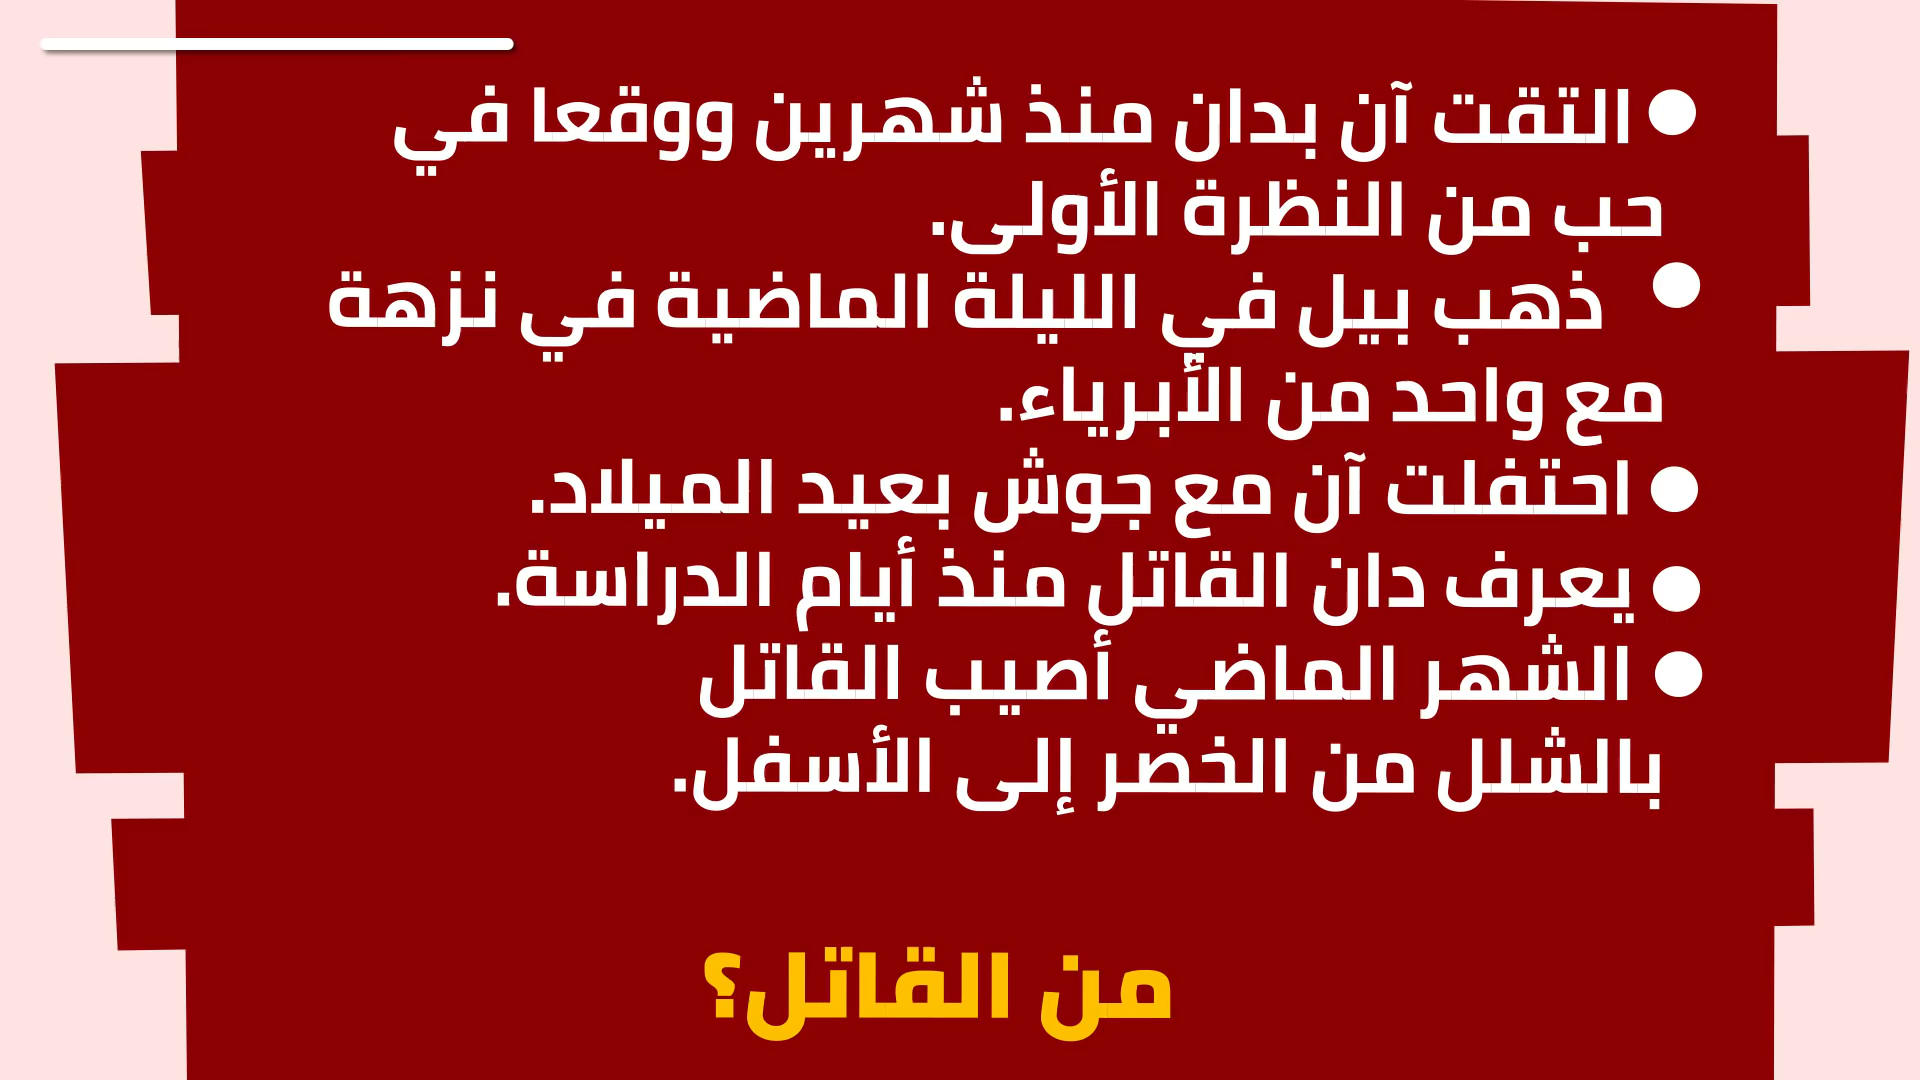 ● التقت آن بدان منذ شهرين ووقعا في
حب من النظرة الأولى.
● ذهب بيل في الليلة الماضية في نزهة
مع واحد من الأبرياء.
● احتفلت آن مع جوش بعيد الميلاد.
● يعرف دان القاتل منذ أيام الدراسة.
● الشهر الماضي أصيب القاتل
بالشلل من الخصر إلى الأسفل.
من القاتل؟